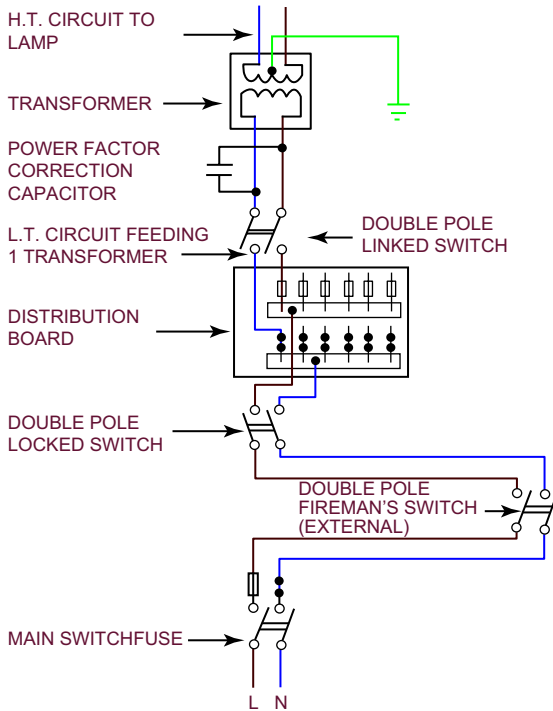 H.T. CIRCUIT TO
LAMP
TRANSFORMER
POWER FACTOR
CORRECTION
CAPACITOR
L.T. CIRCUIT FEEDING
1 TRANSFORMER
DOUBLE POLE
LINKED SWITCH
DISTRIBUTION
BOARD
DOUBLE POLE
LOCKED SWITCH
DOUBLE POLE
FIREMAN'S SWITCH
(EXTERNAL)
MAIN SWITCHFUSE
L N